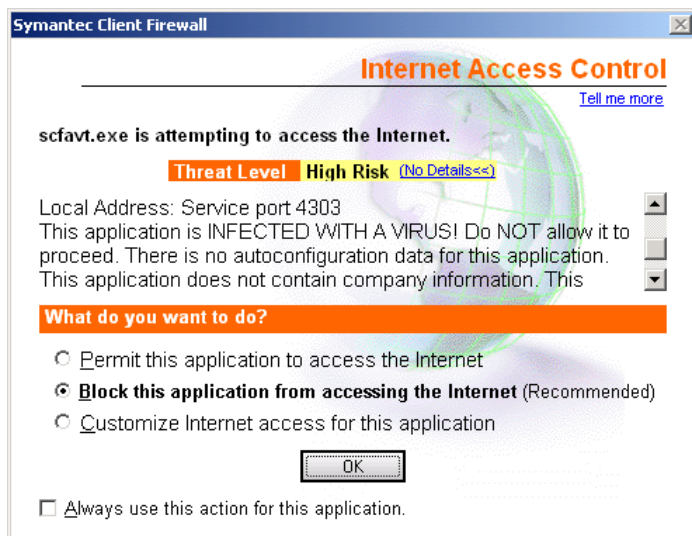 Symantec Client Firewall
Internet Access Control
Tell me more
scfavt.exe is attempting to access the Internet.
Threat Level High Risk (No Details<<)
Local Address: Service port 4303
This application is INFECTED WITH A VIRUS! Do NOT allow it to
proceed. There is no autoconfiguration data for this application.
This application does not contain company information. This
What do you want to do?
Permit this application to access the Internet
Block this application from accessing the Internet (Recommended)
Customize Internet access for this application
OK
Always use this action for this application.